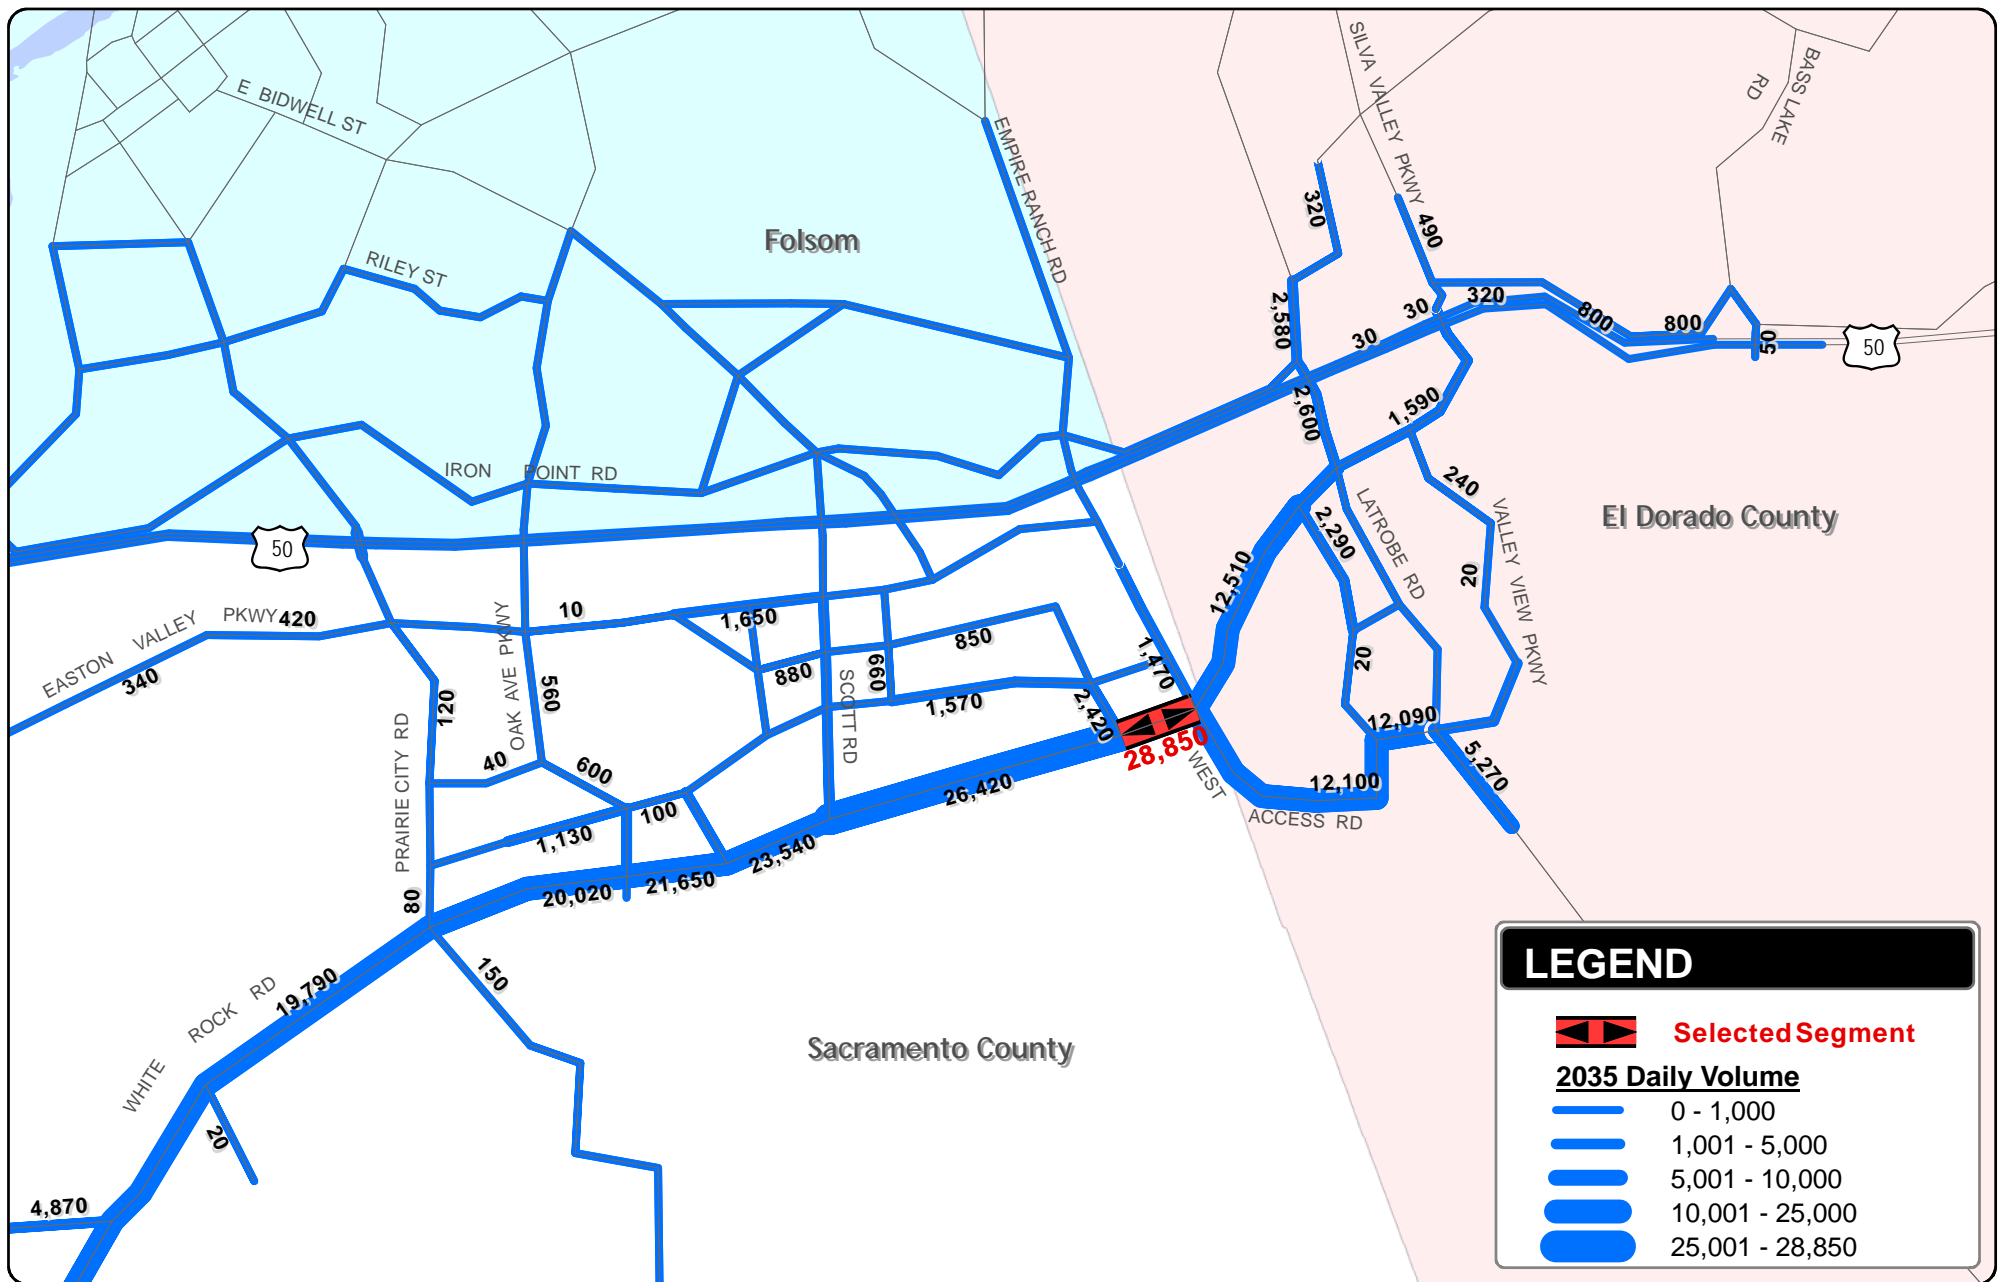 E BIDWELL ST
SILVA VALLEY PKWY
BASS LAKE
RD
EMPIRE RANCH RD
320
490
Folsom
RILEY ST
2,580
30
30
320
800
800
50
50
2,600
1,590
IRON POINT RD
240
LATROBE RD
VALLEY VIEW PKWY
El Dorado County
50
2,290
12,510
20
EASTON VALLEY PKWY
420
340
10
1,650
OAK AVE PKWY
850
880
660
1,470
20
560
120
SCOTT RD
1,570
2,420
12,090
PRAIRIE CITY RD
28,850
5,270
40
600
WEST
ACCESS RD
12,100
26,420
100
1,130
23,540
21,650
20,020
80
150
19,790
WHITE ROCK RD
Sacramento County
20
4,870
LEGEND
Selected Segment
2035 Daily Volume
0 - 1,000
1,001 - 5,000
5,001 - 10,000
10,001 - 25,000
25,001 - 28,850